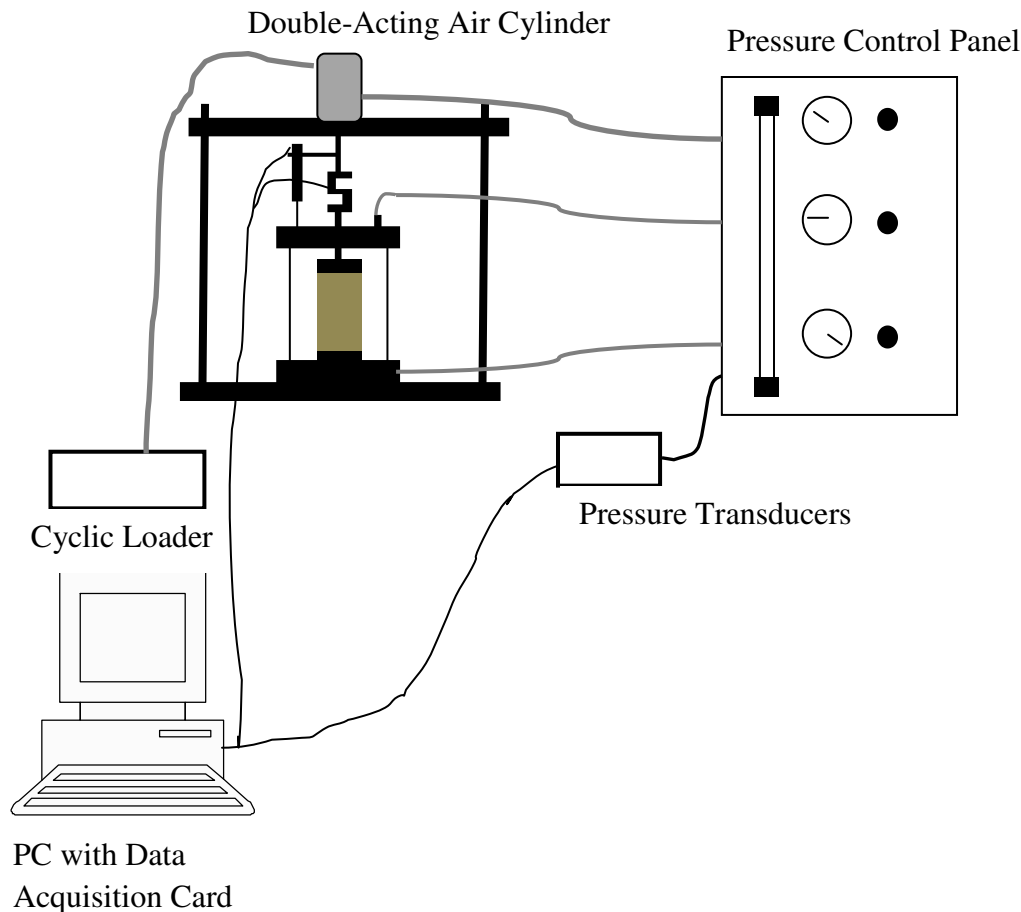 Double-Acting Air Cylinder
Pressure Control Panel
Pressure Transducers
Cyclic Loader
PC with Data
Acquisition Card